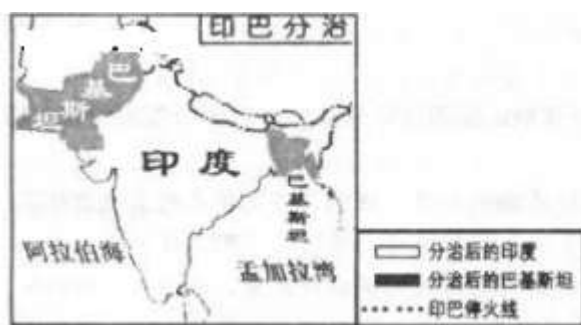 印巴分治
巴
基
斯
坦
印度
巴基斯坦
阿拉伯海
孟加拉湾
分治后的印度
分治后的巴基斯坦
印巴停火线